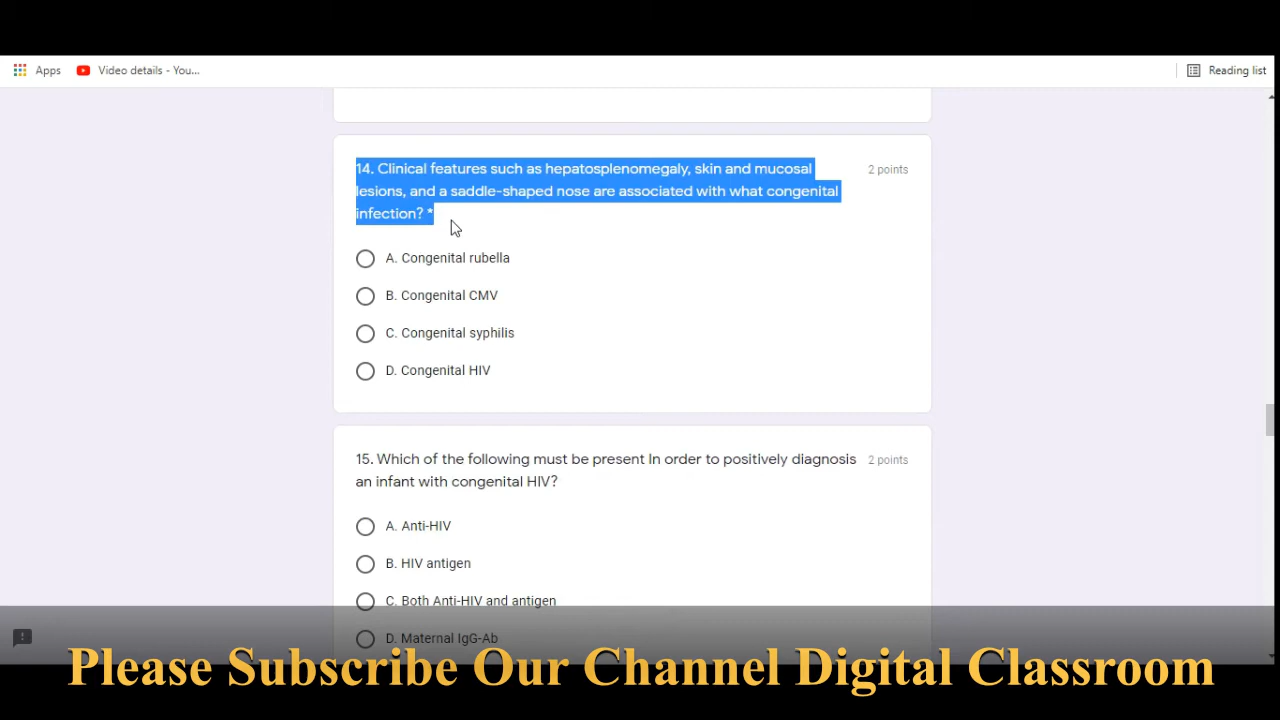 Apps Video details - You... Reading list
14. Clinical features such as hepatosplenomegaly, skin and mucosal 2 points
lesions, and a saddle-shaped nose are associated with what congenital
infection? *
A. Congenital rubella
B. Congenital CMV
C. Congenital syphilis
D. Congenital HIV
15. Which of the following must be present In order to positively diagnosis 2 points
an infant with congenital HIV?
A. Anti-HIV
B. HIV antigen
C. Both Anti-HIV and antigen
D. Maternal IgG-Ab
Please Subscribe Our Channel Digital Classroom